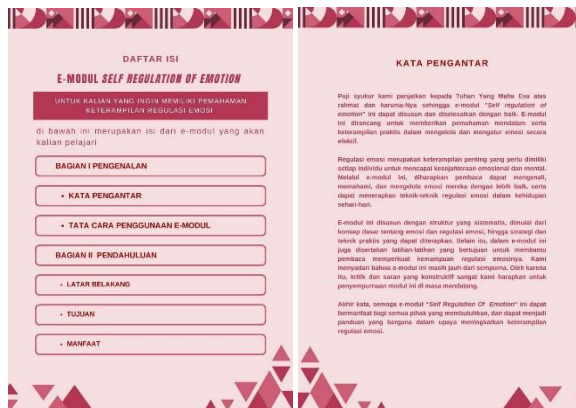 DAFTAR ISI
E-MODUL SELF REGULATION OF EMOTION
UNTUK KALIAN YANG INGIN MEMILIKI PEMAHAMAN
KETERAMPILAN REGULASI EMOSI
di bawah ini merupakan isi dari e-modul yang akan
kalian pelajari
BAGIAN I PENGENALAN
• KATA PENGANTAR
• TATA CARA PENGGUNAAN E-MODUL
BAGIAN II PENDAHULUAN
• LATAR BELAKANG
• TUJUAN
• MANFAAT
KATA PENGANTAR
Puji syukur kami panjatkan kepada Tuhan Yang Maha Esa atas
rahmat dan karunia-Nya sehingga e-modul "Self regulation of
emotion" ini dapat disusun dan diselesaikan dengan baik. E-modul
ini dirancang untuk memberikan pemahaman mendalam serta
keterampilan praktis dalam mengelola dan mengatur emosi secara
efektif.
Regulasi emosi merupakan keterampilan penting yang perlu dimiliki
setiap individu untuk mencapai kesejahteraan emosional dan mental.
Melalui e-modul ini, diharapkan pembaca dapat mengenali,
memahami, dan mengelola emosi mereka dengan lebih baik, serta
dapat menerapkan teknik-teknik regulasi emosi dalam kehidupan
sehari-hari.
E-modul ini disusun dengan struktur yang sistematis, dimulai dari
konsep dasar tentang emosi dan regulasi emosi, hingga strategi dan
teknik praktis yang dapat diterapkan. Selain itu, dalam e-modul ini
juga disertakan latihan-latihan yang bertujuan untuk membantu
pembaca memperkuat kemampuan regulasi emosinya. Kami
menyadari bahwa e-modul ini masih jauh dari sempurna. Oleh karena
itu, kritik dan saran yang konstruktif sangat kami harapkan untuk
penyempurnaan modul ini di masa mendatang.
Akhir kata, semoga e-modul "Self Regulation Of Emotion" ini dapat
bermanfaat bagi semua pihak yang membutuhkan, dan dapat menjadi
panduan yang berguna dalam upaya meningkatkan keterampilan
regulasi emosi.